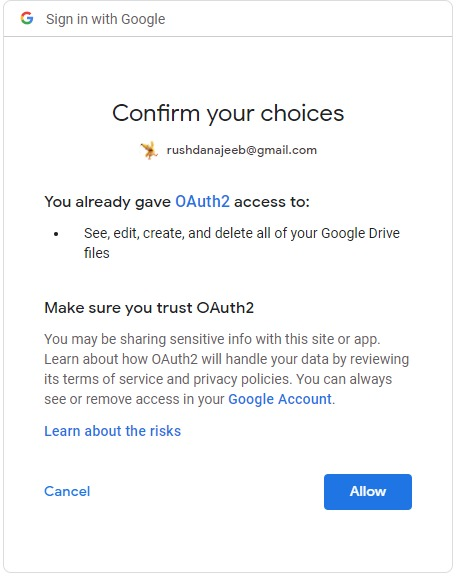 Sign in with Google
Confirm your choices
rushdanajeeb@gmail.com
You already gave OAuth2 access to:
• See, edit, create, and delete all of your Google Drive
files
Make sure you trust OAuth2
You may be sharing sensitive info with this site or app.
Learn about how OAuth2 will handle your data by reviewing
its terms of service and privacy policies. You can always
see or remove access in your Google Account.
Learn about the risks
Cancel
Allow